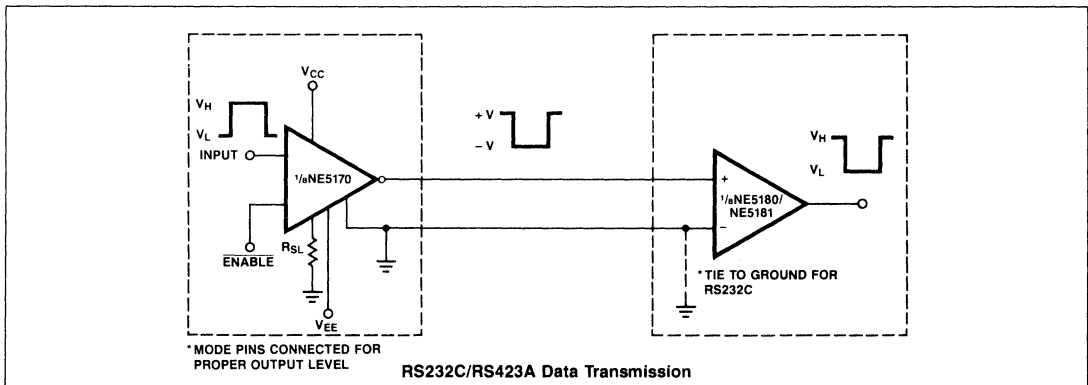 VCC
VH
VL
INPUT
1/8NE5170
ENABLE
RSL
VEE
*MODE PINS CONNECTED FOR
PROPER OUTPUT LEVEL
+ V
– V
+
1/8NE5180/
NE5181
–
VH
VL
*TIE TO GROUND FOR
RS232C
RS232C/RS423A Data Transmission